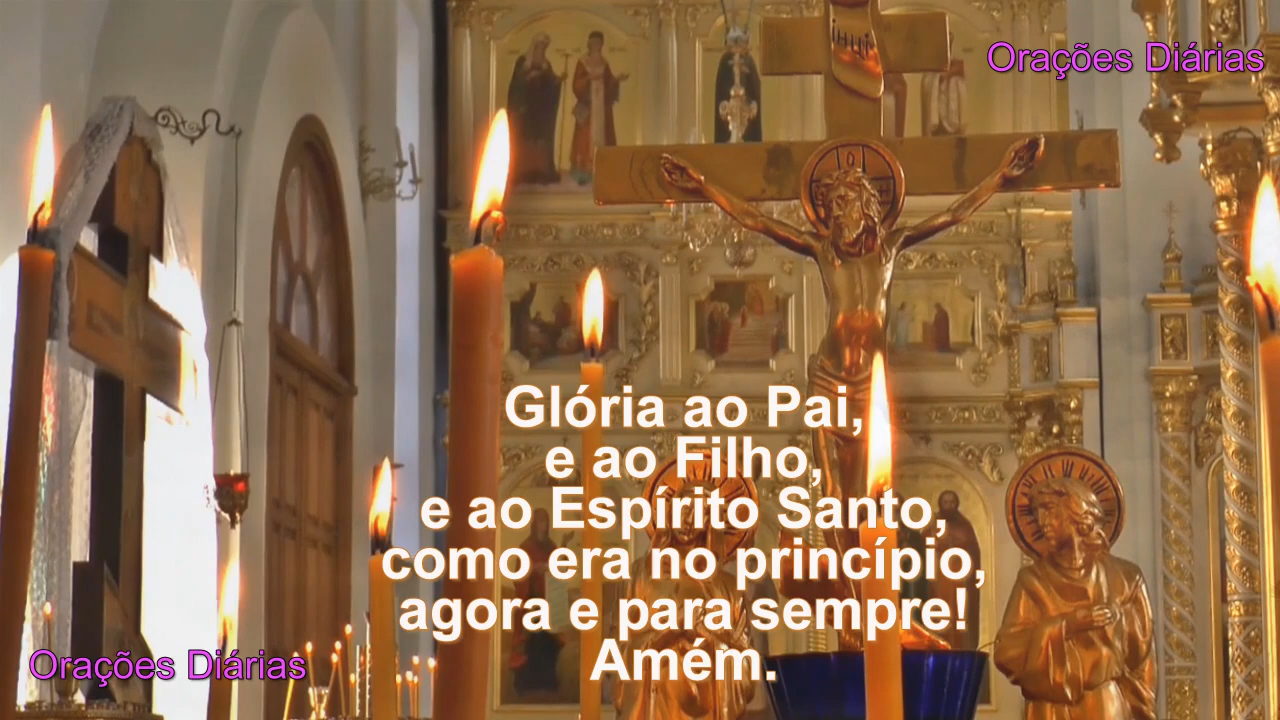 Orações Diárias
Glória ao Pai,
e ao Filho,
e ao Espírito Santo,
como era no princípio,
agora e para sempre!
Amém.
Orações Diárias